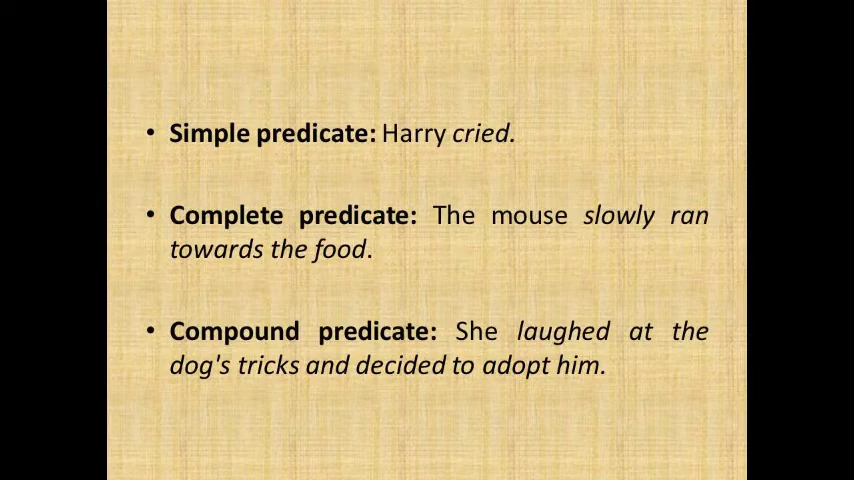 • Simple predicate: Harry cried.
• Complete predicate: The mouse slowly ran
towards the food.
• Compound predicate: She laughed at the
dog's tricks and decided to adopt him.